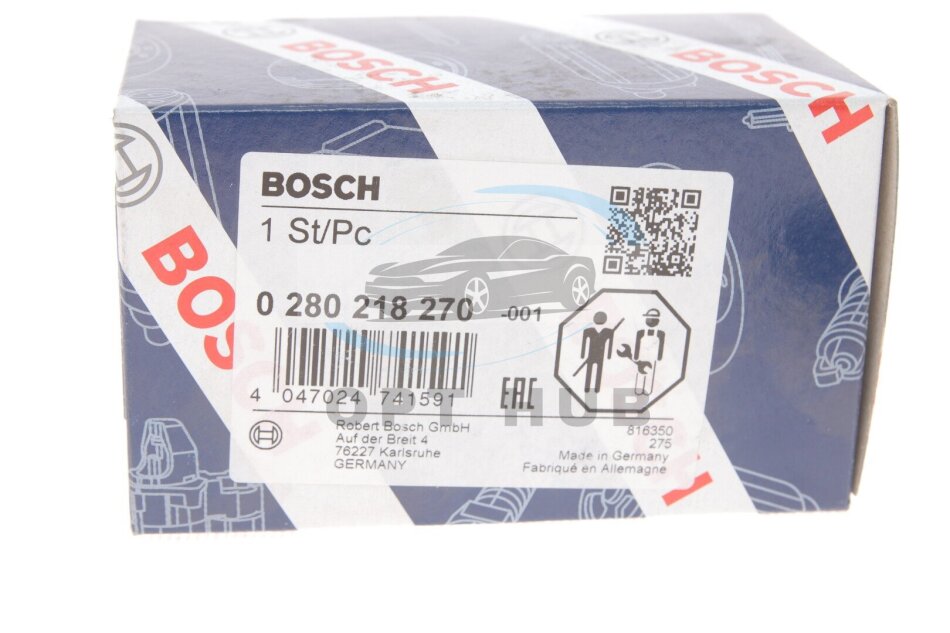 BOSCH
BOSCH
BOSCH
BOSCH
1 St/Pc
0 280 218 270 -001
4 047024 741591
EAC
OPT HUB
Robert Bosch GmbH
Auf der Breit 4
76227 Karlsruhe
GERMANY
816350
275
Made in Germany
Fabriqué en Allemagne